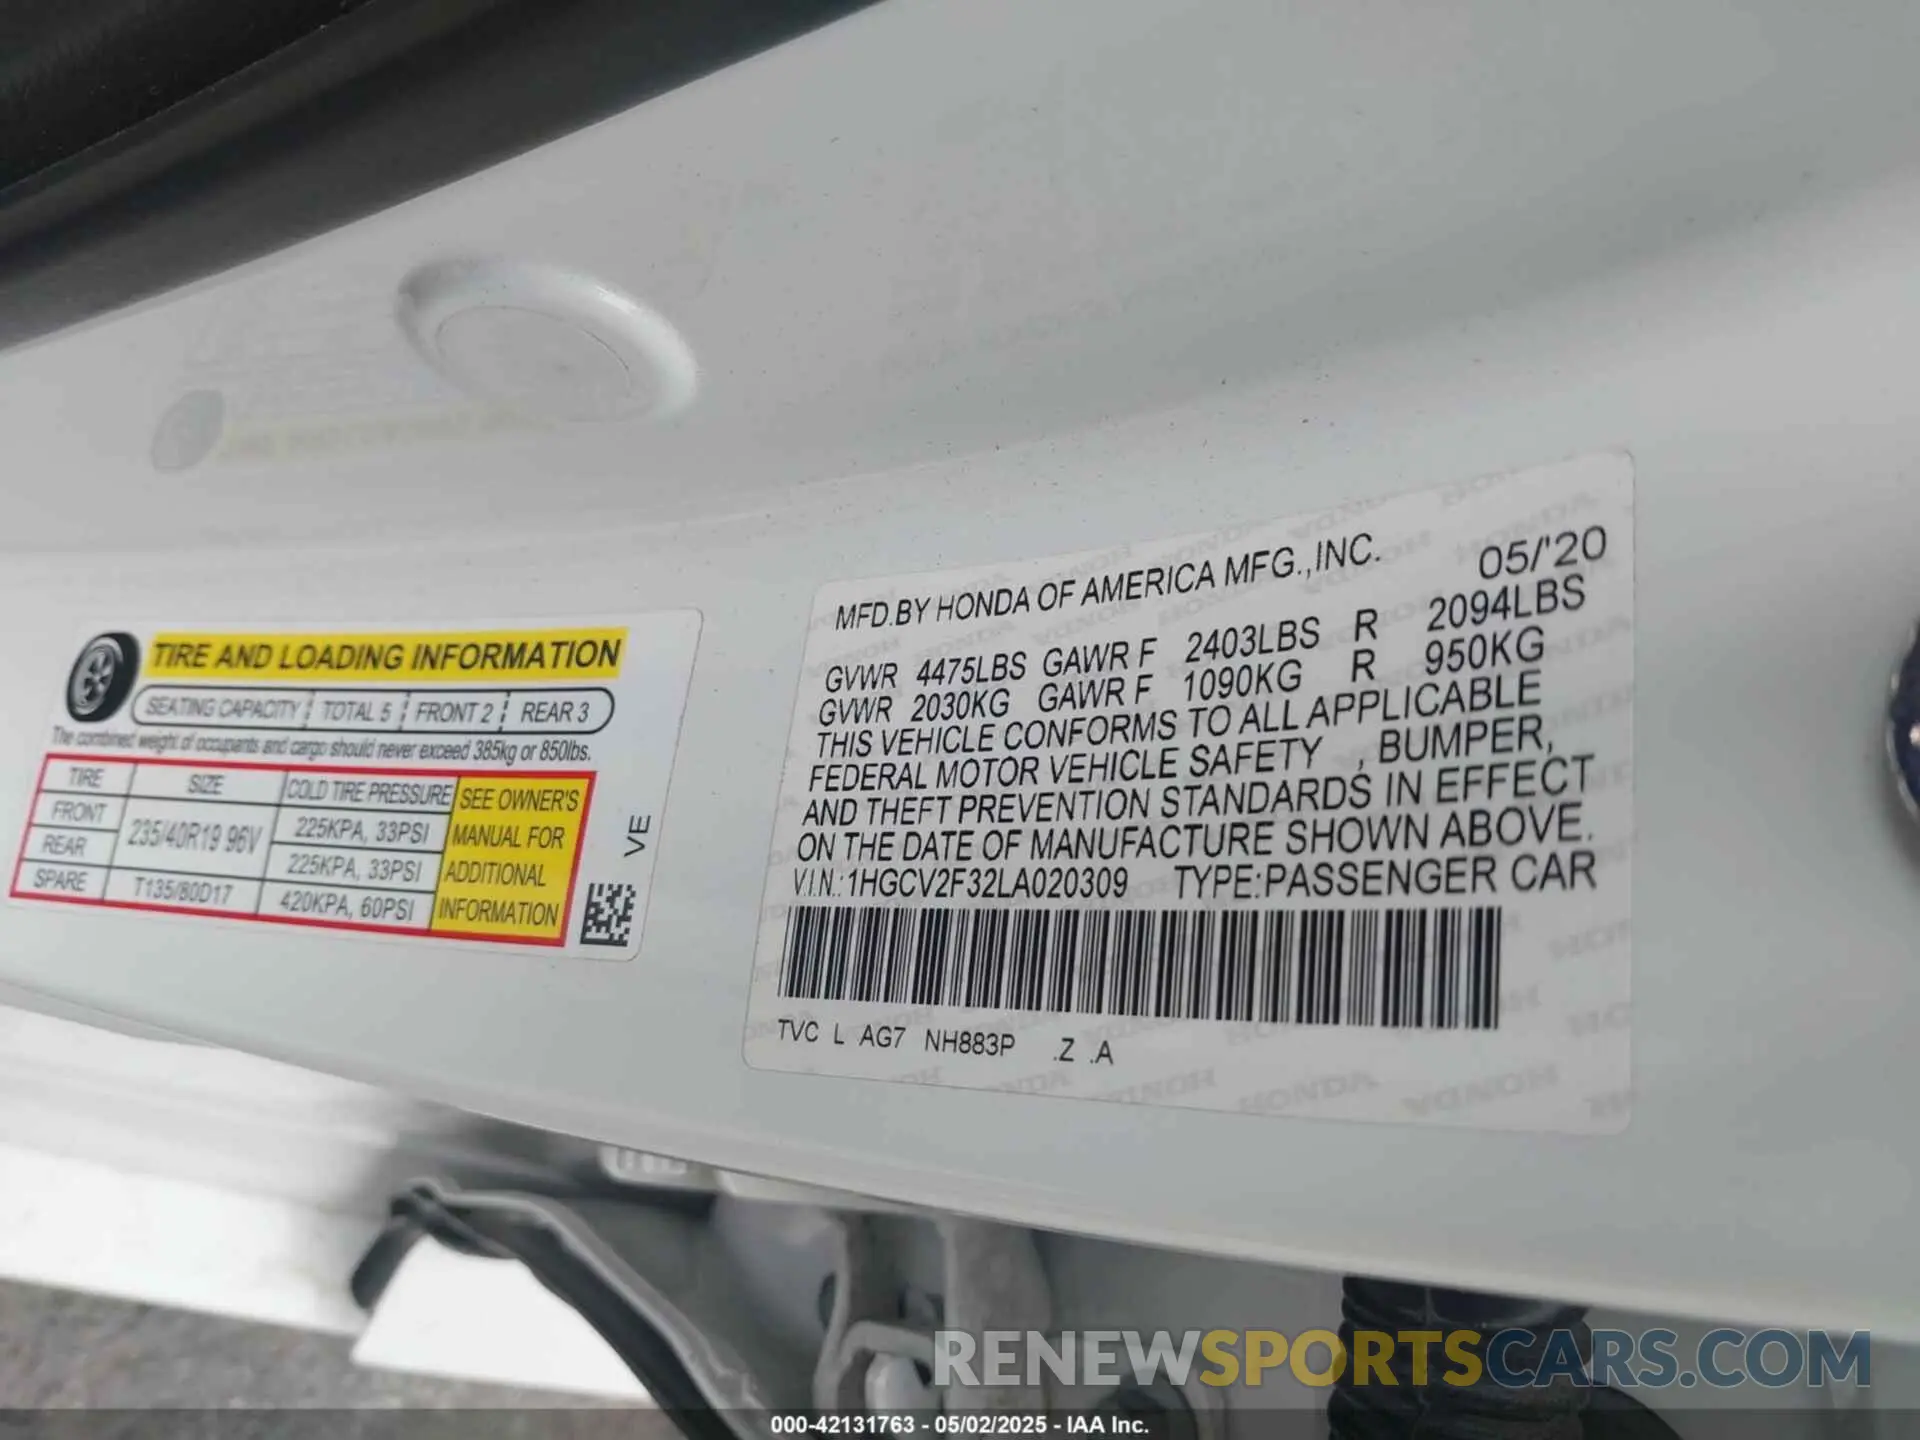 TIRE AND LOADING INFORMATION
SEATING CAPACITY TOTAL 5 FRONT 2 REAR 3
The combined weight of occupants and cargo should never exceed 385kg or 850lbs.
TIRE SIZE COLD TIRE PRESSURE
FRONT 235/40R19 96V 225KPA, 33PSI
REAR 225KPA, 33PSI
SPARE T135/80D17 420KPA, 60PSI
SEE OWNER'S
MANUAL FOR
ADDITIONAL
INFORMATION
VE
MFD.BY HONDA OF AMERICA MFG.,INC. 05/'20
GVWR 4475LBS GAWR F 2403LBS R 2094LBS
GVWR 2030KG GAWR F 1090KG R 950KG
THIS VEHICLE CONFORMS TO ALL APPLICABLE
FEDERAL MOTOR VEHICLE SAFETY , BUMPER,
AND THEFT PREVENTION STANDARDS IN EFFECT
ON THE DATE OF MANUFACTURE SHOWN ABOVE.
V.I.N.:1HGCV2F32LA020309 TYPE:PASSENGER CAR
TVC L AG7 NH883P .Z .A
RENEWSPORTSCARS.COM
000-42131763 - 05/02/2025 - IAA Inc.